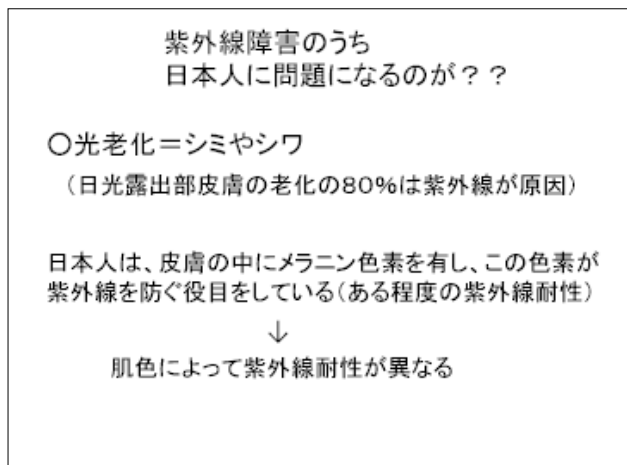 紫外線障害のうち
日本人に問題になるのが？？
〇光老化＝シミやシワ
（日光露出部皮膚の老化の80％は紫外線が原因）
日本人は、皮膚の中にメラニン色素を有し、この色素が
紫外線を防ぐ役目をしている（ある程度の紫外線耐性）
↓
肌色によって紫外線耐性が異なる